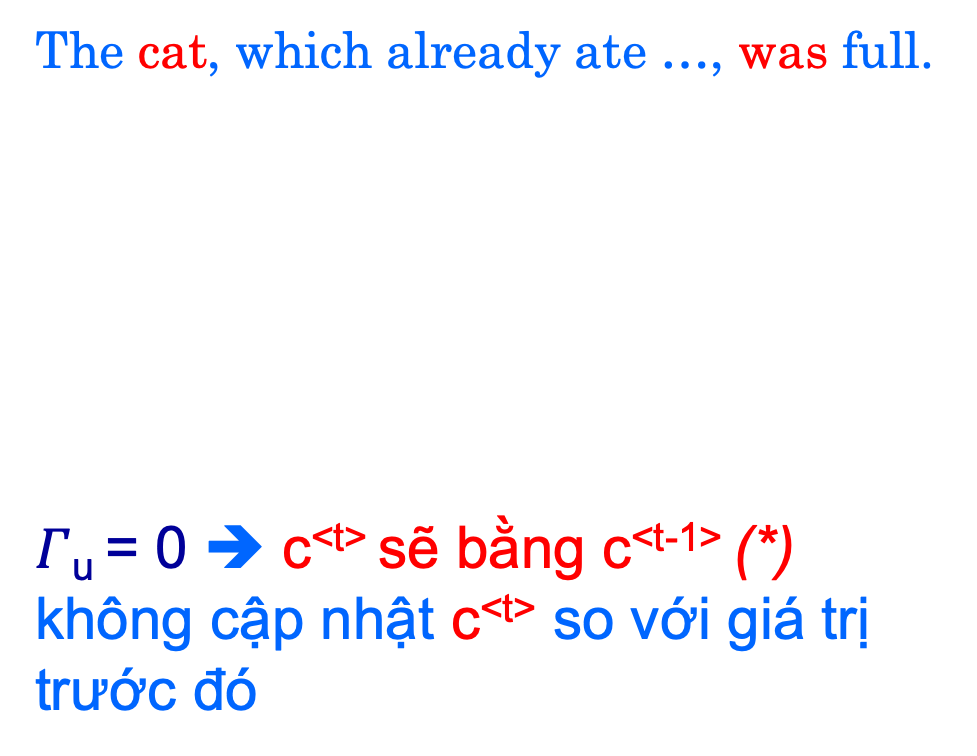 The cat, which already ate ..., was full.
Γu = 0 ➔ c<t> sẽ bằng c<t-1> (*)
không cập nhật c<t> so với giá trị
trước đó